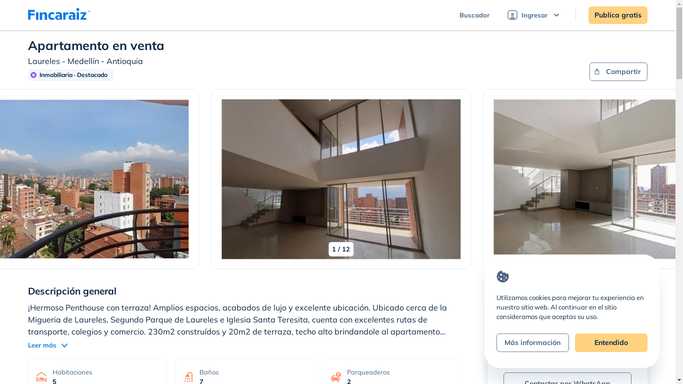 Fincaraiz
Buscador
Ingresar
Publica gratis
Apartamento en venta
Laureles - Medellín - Antioquia
Inmobiliaria · Destacado
Compartir
1 / 12
Descripción general
¡Hermoso Penthouse con terraza! Amplios espacios, acabados de lujo y excelente ubicación. Ubicado cerca de la
Miguería de Laureles, Segundo Parque de Laureles e Iglesia Santa Teresita, cuenta con excelentes rutas de
transporte, colegios y comercio. 230m2 construidos y 20m2 de terraza, techo alto brindandole al apartamento...
Leer más
Habitaciones
5
Baños
7
Parqueaderos
2
Utilizamos cookies para mejorar tu experiencia en
nuestro sitio web. Al continuar en el sitio
consideramos que aceptas su uso.
Más información
Entendido
Contactar por WhatsApp